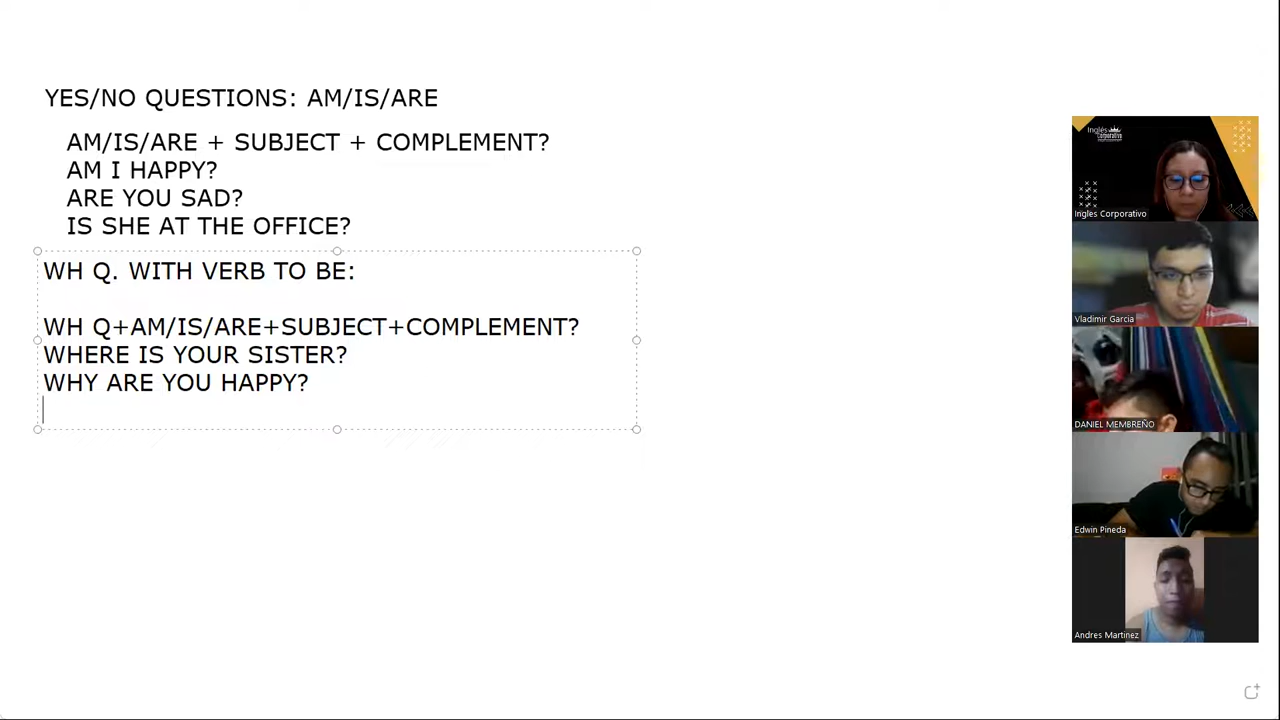 YES/NO QUESTIONS: AM/IS/ARE
AM/IS/ARE + SUBJECT + COMPLEMENT?
AM I HAPPY?
ARE YOU SAD?
IS SHE AT THE OFFICE?
WH Q. WITH VERB TO BE:
WH Q+AM/IS/ARE+SUBJECT+COMPLEMENT?
WHERE IS YOUR SISTER?
WHY ARE YOU HAPPY?
Inglés
Corporativo
Ingles Corporativo
Vladimir Garcia
DANIEL MEMBREÑO
Edwin Pineda
Andres Martinez